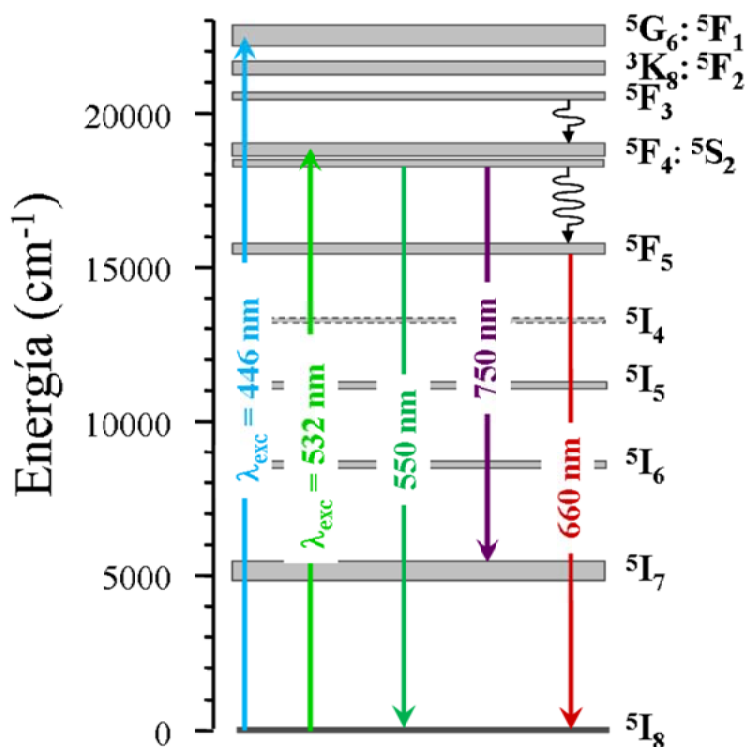 ⁵G₆: ⁵F₁
³K₈: ⁵F₂
⁵F₃
20000
⁵F₄: ⁵S₂
⁵F₅
15000
⁵I₄
⁵I₅
10000
⁵I₆
5000
⁵I₇
0
⁵I₈
Energía (cm⁻¹)
λexc = 446 nm
λexc = 532 nm
550 nm
750 nm
660 nm